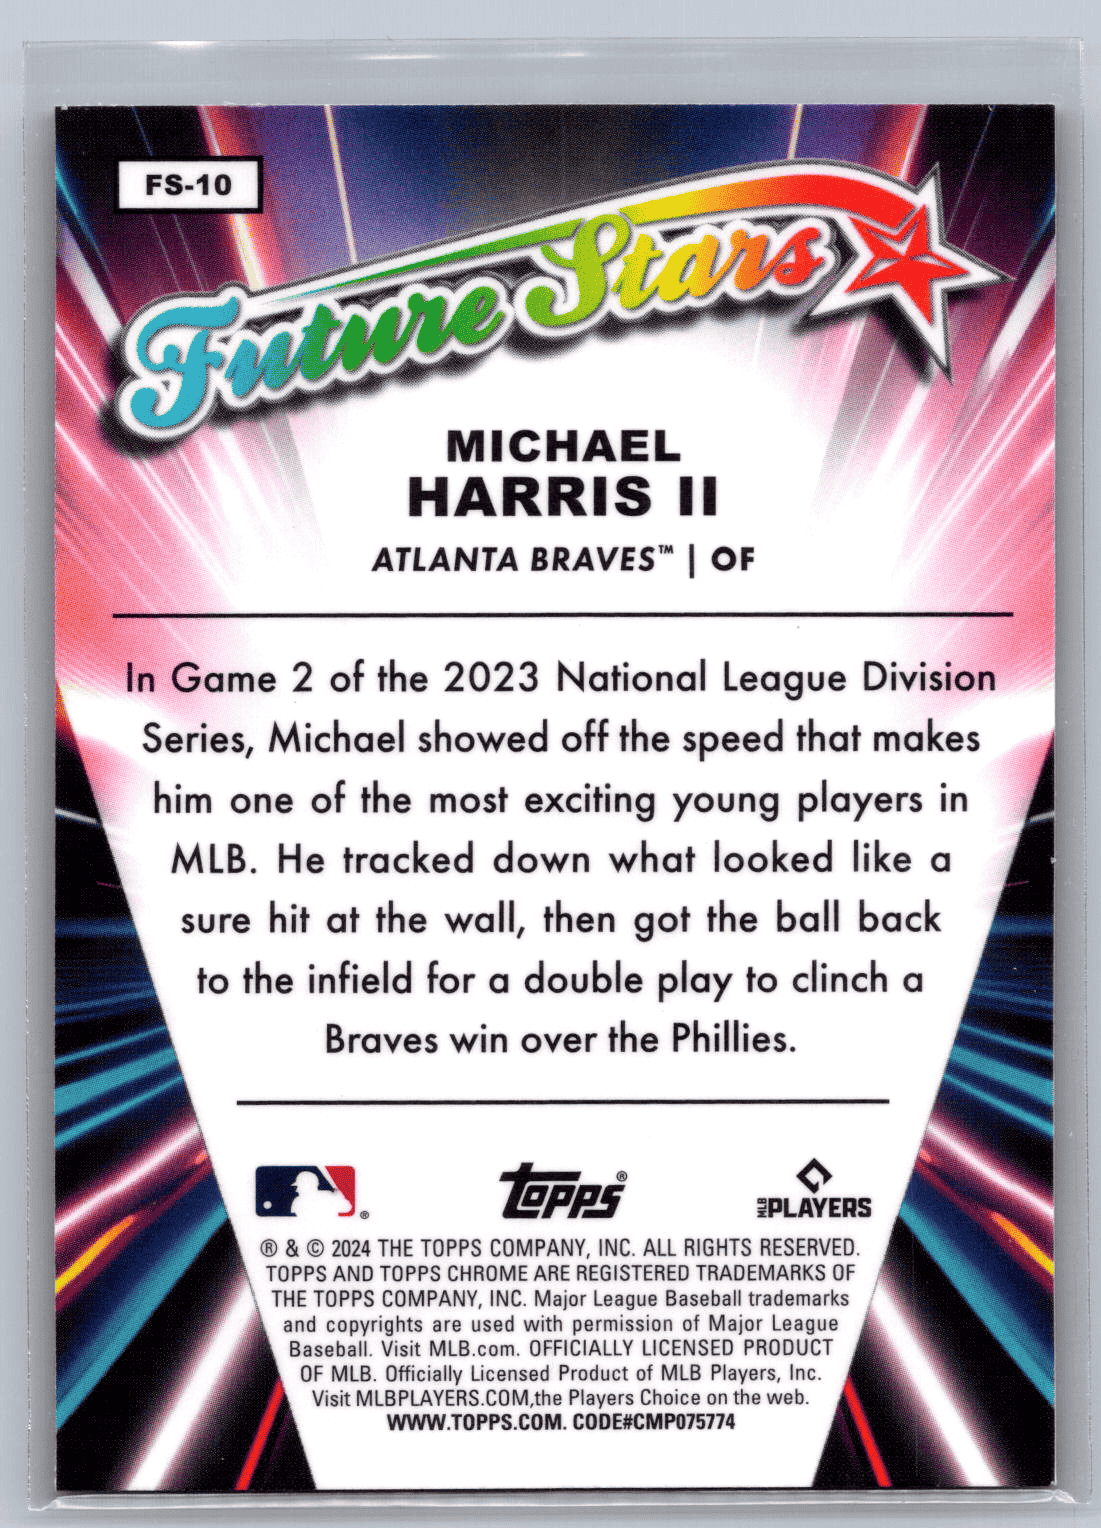 FS-10
Future Stars
MICHAEL
HARRIS II
ATLANTA BRAVES™ | OF
In Game 2 of the 2023 National League Division
Series, Michael showed off the speed that makes
him one of the most exciting young players in
MLB. He tracked down what looked like a
sure hit at the wall, then got the ball back
to the infield for a double play to clinch a
Braves win over the Phillies.
topps®
MLB PLAYERS
® & © 2024 THE TOPPS COMPANY, INC. ALL RIGHTS RESERVED.
TOPPS AND TOPPS CHROME ARE REGISTERED TRADEMARKS OF
THE TOPPS COMPANY, INC. Major League Baseball trademarks
and copyrights are used with permission of Major League
Baseball. Visit MLB.com. OFFICIALLY LICENSED PRODUCT
OF MLB. Officially Licensed Product of MLB Players, Inc.
Visit MLBPLAYERS.COM,the Players Choice on the web.
WWW.TOPPS.COM. CODE#CMP075774